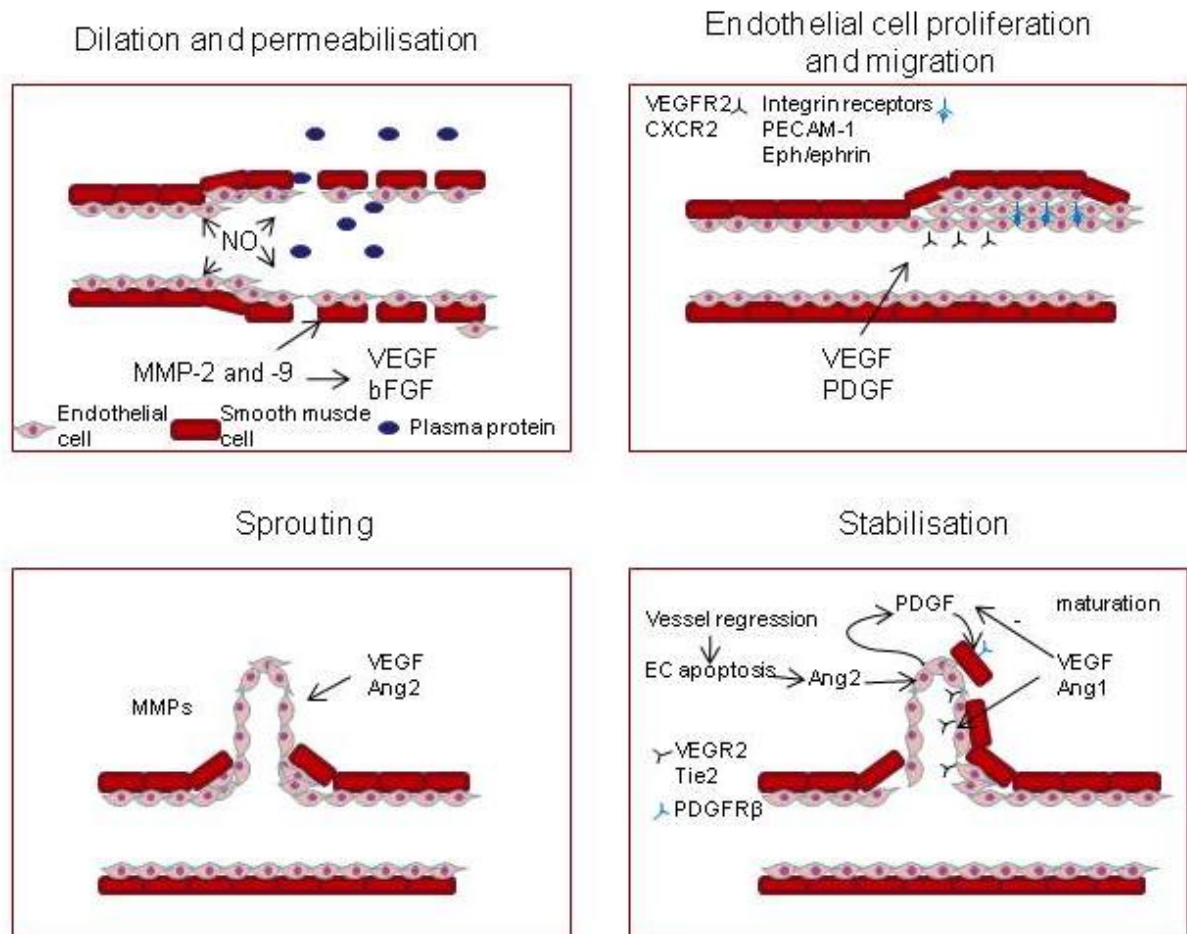 Dilation and permeabilisation
NO
MMP-2 and -9
VEGF
bFGF
Endothelial
cell
Smooth muscle
cell
Plasma protein
Endothelial cell proliferation
and migration
VEGFR2
CXCR2
Integrin receptors
PECAM-1
Eph/ephrin
VEGF
PDGF
Sprouting
MMPs
VEGF
Ang2
Stabilisation
PDGF
maturation
-
Vessel regression
EC apoptosis
Ang2
VEGF
Ang1
VEGR2
Tie2
PDGFRβ